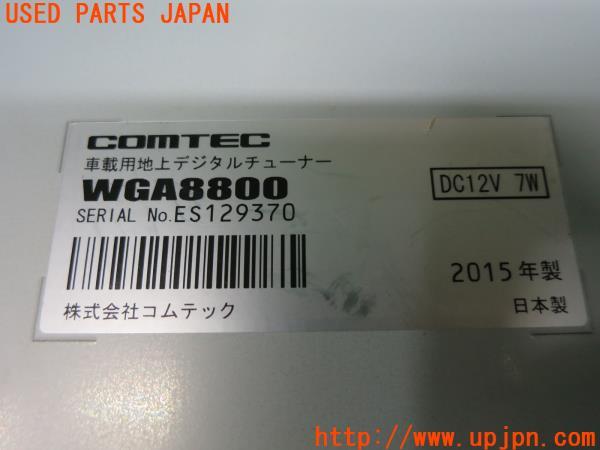 USED PARTS JAPAN
COMTEC
車載用地上デジタルチューナー
WGA8800
DC12V 7W
SERIAL No.ES129370
2015年製
株式会社コムテック
日本製
UPJ
http://www.upjpn.com